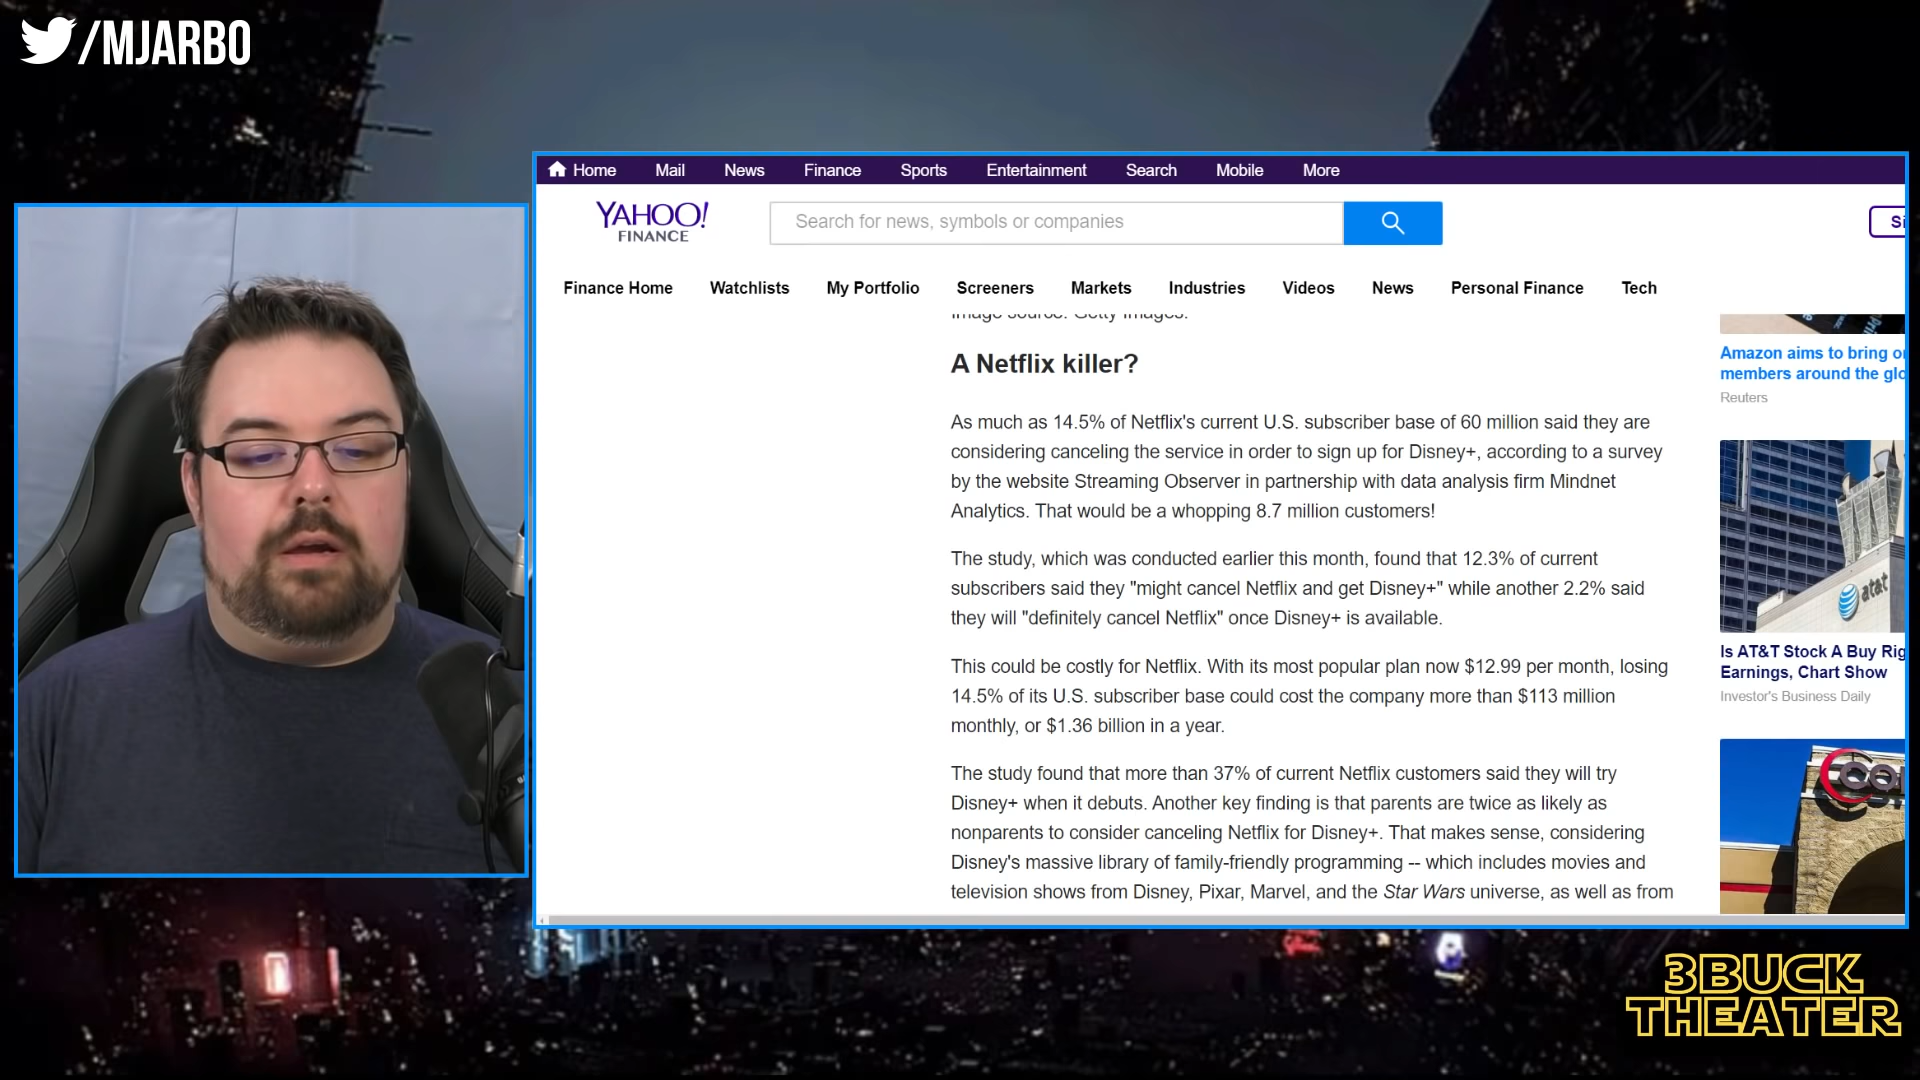 /MJARBO
Home Mail News Finance Sports Entertainment Search Mobile More
YAHOO!
FINANCE
Search for news, symbols or companies
Si
Finance Home Watchlists My Portfolio Screeners Markets Industries Videos News Personal Finance Tech
Image source: Getty Images.
A Netflix killer?
As much as 14.5% of Netflix's current U.S. subscriber base of 60 million said they are
considering canceling the service in order to sign up for Disney+, according to a survey
by the website Streaming Observer in partnership with data analysis firm Mindnet
Analytics. That would be a whopping 8.7 million customers!
The study, which was conducted earlier this month, found that 12.3% of current
subscribers said they "might cancel Netflix and get Disney+" while another 2.2% said
they will "definitely cancel Netflix" once Disney+ is available.
This could be costly for Netflix. With its most popular plan now $12.99 per month, losing
14.5% of its U.S. subscriber base could cost the company more than $113 million
monthly, or $1.36 billion in a year.
The study found that more than 37% of current Netflix customers said they will try
Disney+ when it debuts. Another key finding is that parents are twice as likely as
nonparents to consider canceling Netflix for Disney+. That makes sense, considering
Disney's massive library of family-friendly programming -- which includes movies and
television shows from Disney, Pixar, Marvel, and the Star Wars universe, as well as from
Amazon aims to bring
members around the glo
Reuters
at&t
Is AT&T Stock A Buy Rig
Earnings, Chart Show
Investor's Business Daily
3BUCK
THEATER